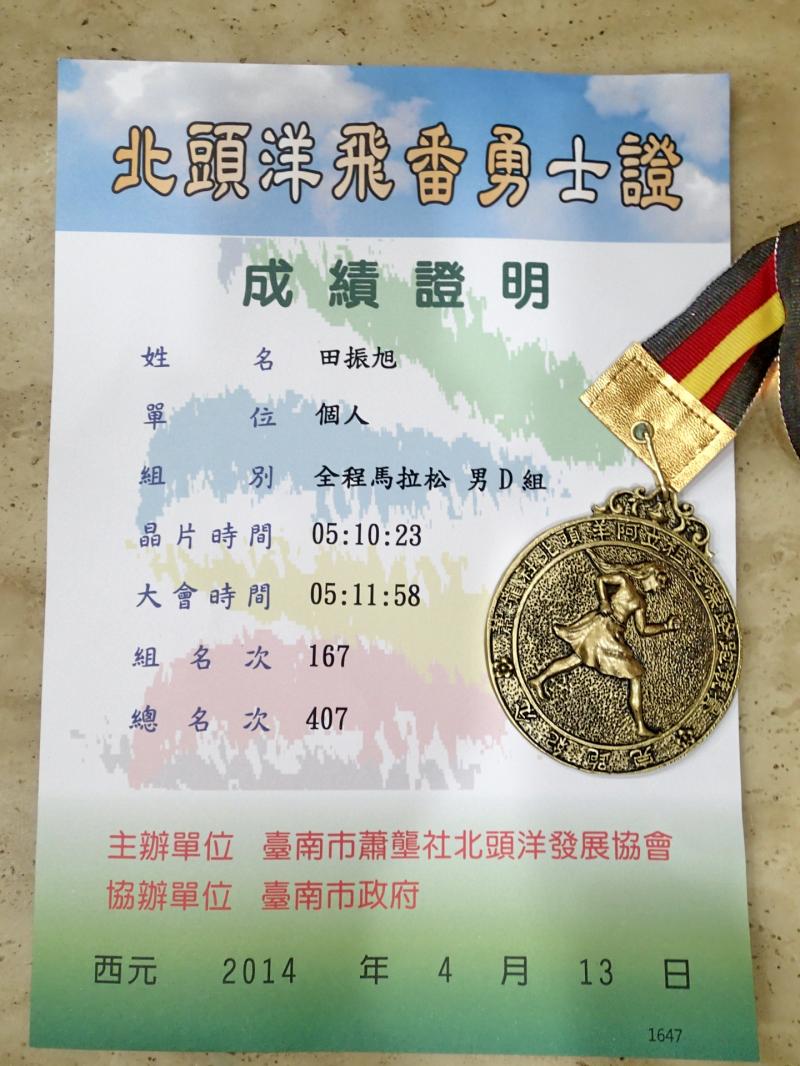 北頭洋飛番勇士證
成績證明
姓名 田振旭
單位 個人
組別 全程馬拉松 男D組
晶片時間 05:10:23
大會時間 05:11:58
組名次 167
總名次 407
主辦單位 臺南市蕭壟社北頭洋發展協會
協辦單位 臺南市政府
西元 2014 年 4 月 13 日
1647